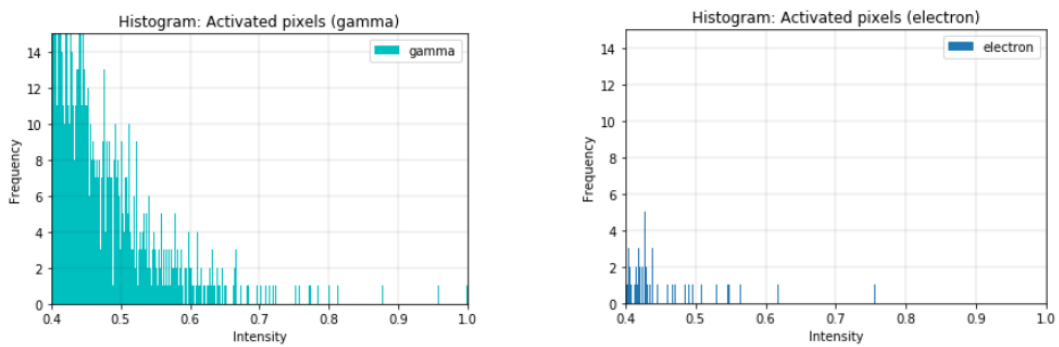 Histogram: Activated pixels (gamma)
gamma
14
12
10
8
6
4
2
0
Frequency
0.4 0.5 0.6 0.7 0.8 0.9 1.0
Intensity
Histogram: Activated pixels (electron)
electron
14
12
10
8
6
4
2
0
Frequency
0.4 0.5 0.6 0.7 0.8 0.9 1.0
Intensity